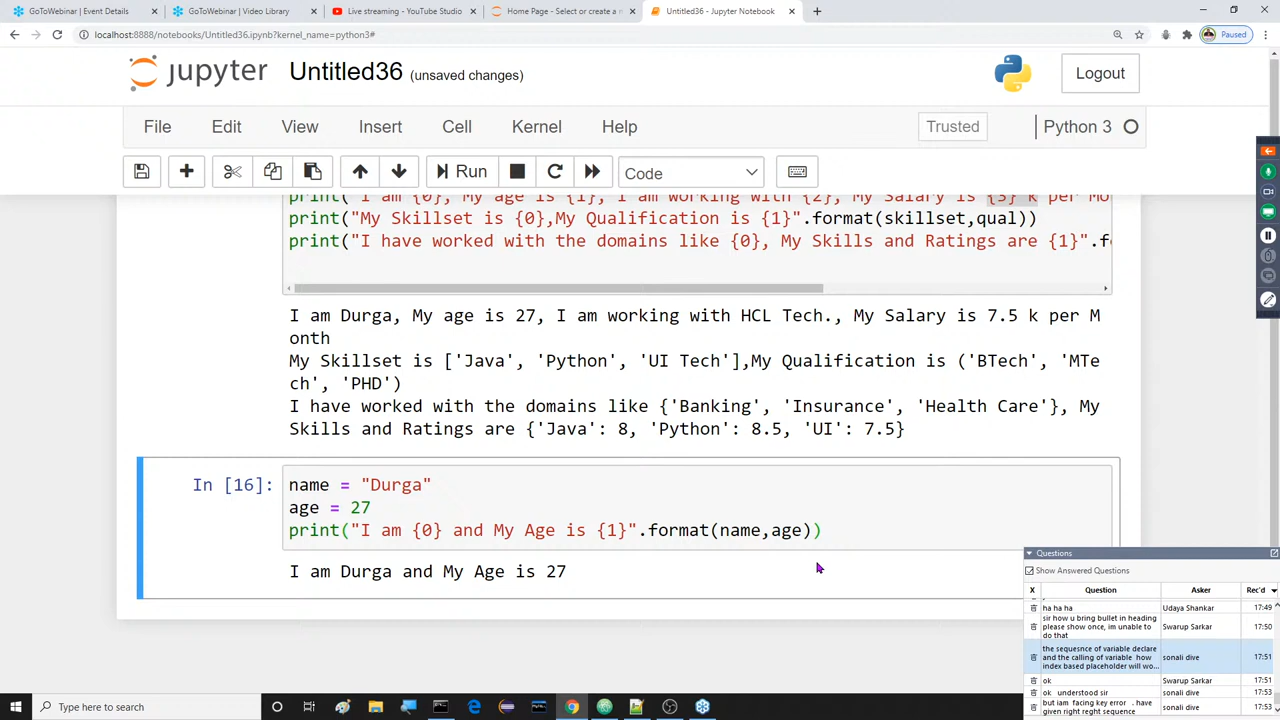 GoToWebinar | Event Details
GoToWebinar | Video Library
Live streaming - YouTube Studio
Home Page - Select or create a n
Untitled36 - Jupyter Notebook
localhost:8888/notebooks/Untitled36.ipynb?kernel_name=python3#
Paused
jupyter Untitled36 (unsaved changes)
Logout
File Edit View Insert Cell Kernel Help
Trusted
Python 3
Run
Code
print("I am {0}, My age is {1}, I am working with {2}, My Salary is {3} k per Mo
print("My Skillset is {0},My Qualification is {1}".format(skillset,qual))
print("I have worked with the domains like {0}, My Skills and Ratings are {1}".fo
I am Durga, My age is 27, I am working with HCL Tech., My Salary is 7.5 k per M
onth
My Skillset is ['Java', 'Python', 'UI Tech'],My Qualification is ('BTech', 'MTe
ch', 'PHD')
I have worked with the domains like {'Banking', 'Insurance', 'Health Care'}, My
Skills and Ratings are {'Java': 8, 'Python': 8.5, 'UI': 7.5}
In [16]:
name = "Durga"
age = 27
print("I am {0} and My Age is {1}".format(name,age))
I am Durga and My Age is 27
Questions
Show Answered Questions
X Question Asker Rec'd
ha ha ha Udaya Shankar 17:49
sir how u bring bullet in heading
please show once, im unable to Swarup Sarkar 17:50
do that
the sequesnce of variable declare
and the calling of variable how sonali dive 17:51
index based placeholder will wo...
ok Swarup Sarkar 17:51
ok understood sir sonali dive 17:53
but iam facing key error . have
given right reght sequence sonali dive 17:53
Type here to search